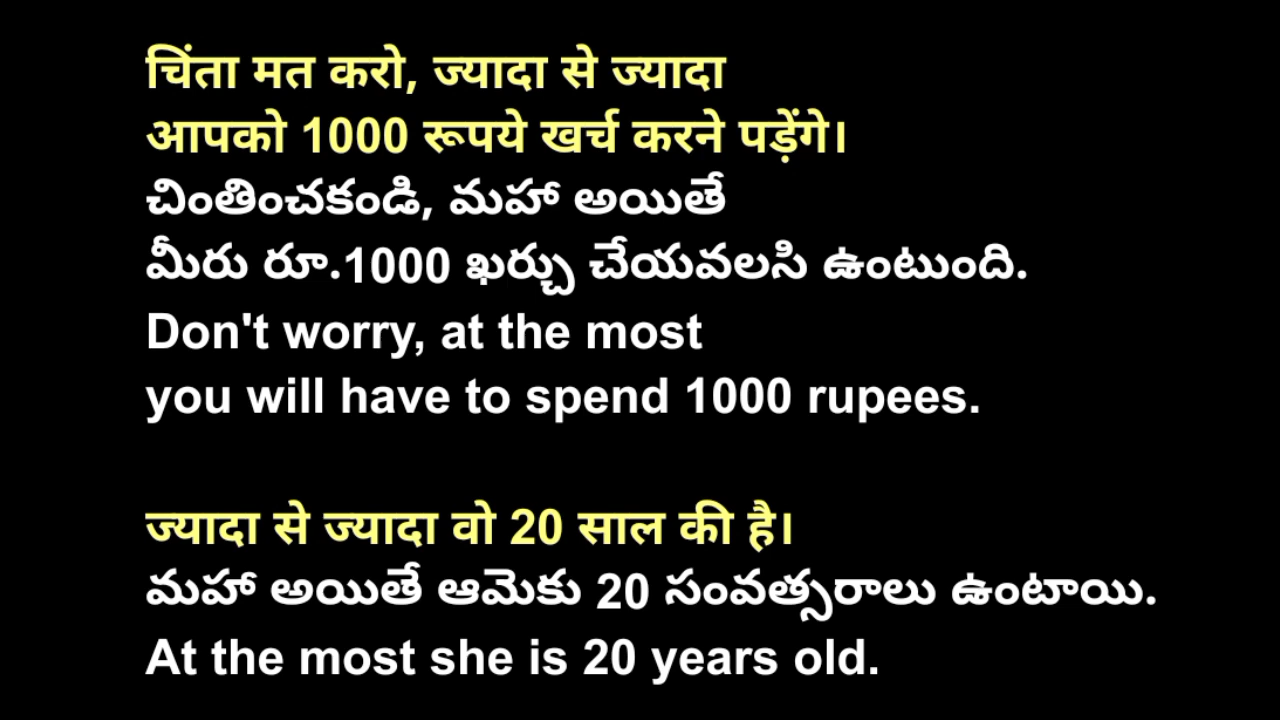 चिंता मत करो, ज्यादा से ज्यादा
आपको 1000 रूपये खर्च करने पड़ेंगे।
చింతించకండి, మహా అయితే
మీరు రూ.1000 ఖర్చు చేయవలసి ఉంటుంది.
Don't worry, at the most
you will have to spend 1000 rupees.
ज्यादा से ज्यादा वो 20 साल की है।
మహా అయితే ఆమెకు 20 సంవత్సరాలు ఉంటాయి.
At the most she is 20 years old.